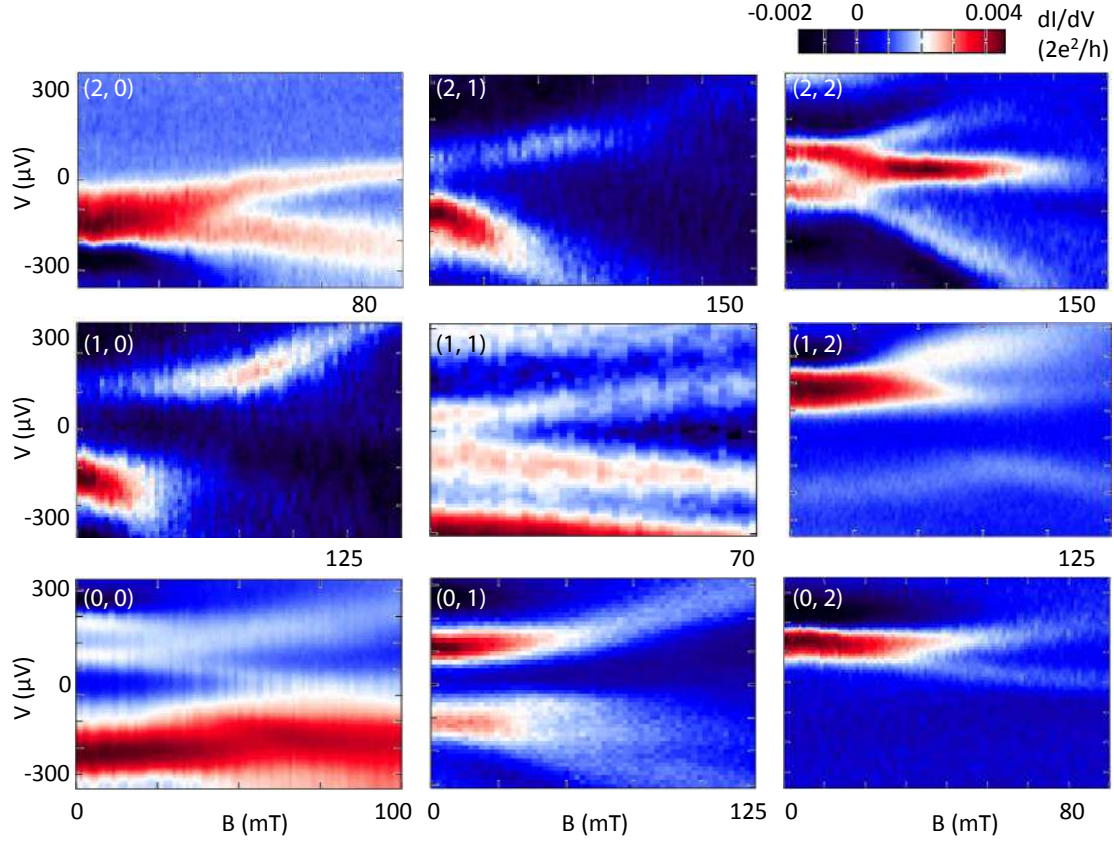 -0.002 0 0.004 dI/dV
(2e²/h)
300 (2, 0) (2, 1) (2, 2)
V (µV)
0
-300
80 150 150
300 (1, 0) (1, 1) (1, 2)
V (µV)
0
-300
125 70 125
300 (0, 0) (0, 1) (0, 2)
V (µV)
0
-300
0 100 125 80
B (mT) B (mT) B (mT)